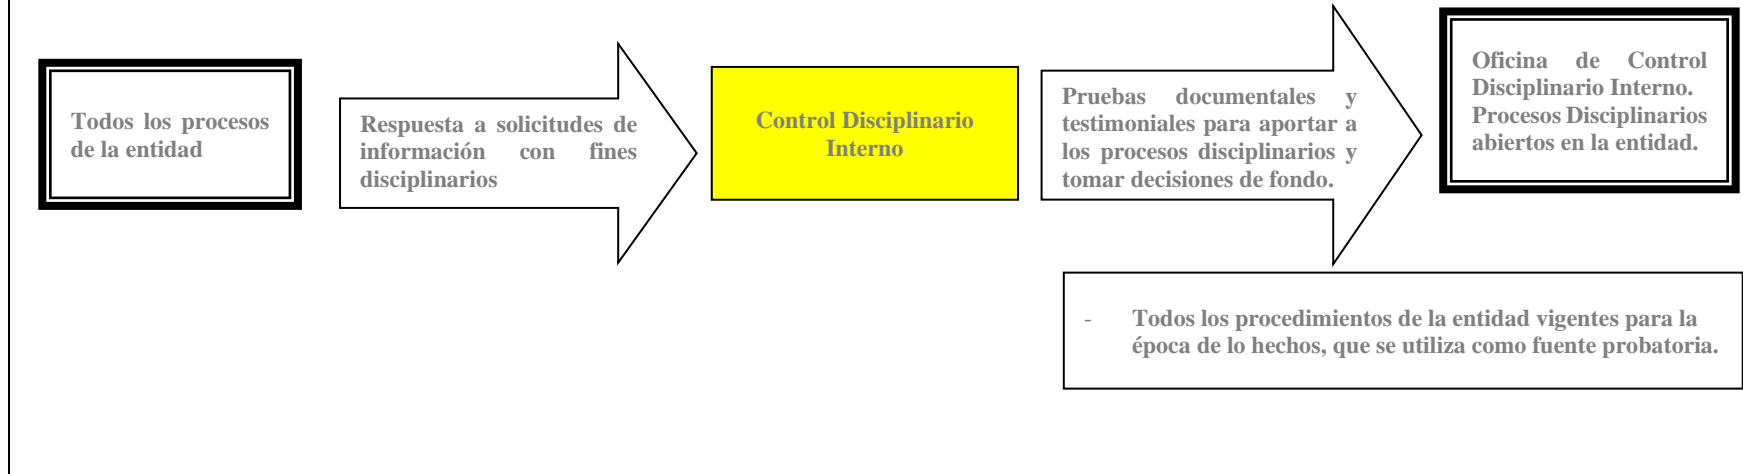 Todos los procesos
de la entidad
Respuesta a solicitudes de
información con fines
disciplinarios
Control Disciplinario
Interno
Pruebas documentales y
testimoniales para aportar a
los procesos disciplinarios y
tomar decisiones de fondo.
Oficina de Control
Disciplinario Interno.
Procesos Disciplinarios
abiertos en la entidad.
- Todos los procedimientos de la entidad vigentes para la
época de lo hechos, que se utiliza como fuente probatoria.